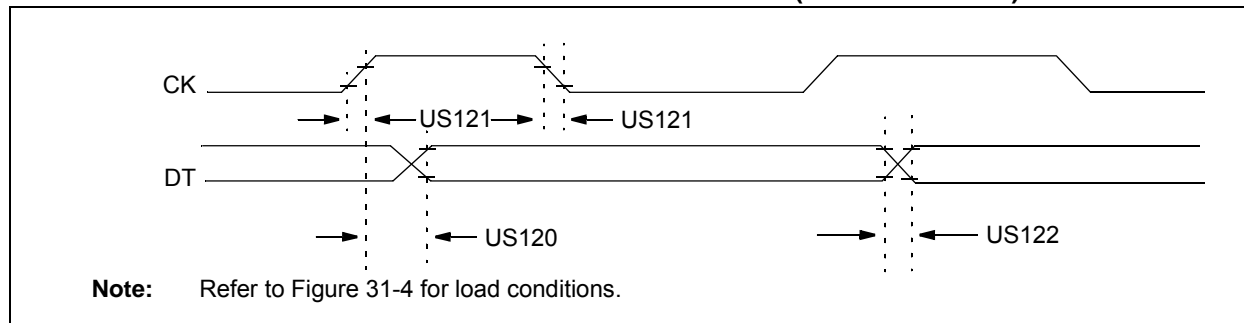 CK
US121
US121
DT
US120
US122
Note: Refer to Figure 31-4 for load conditions.